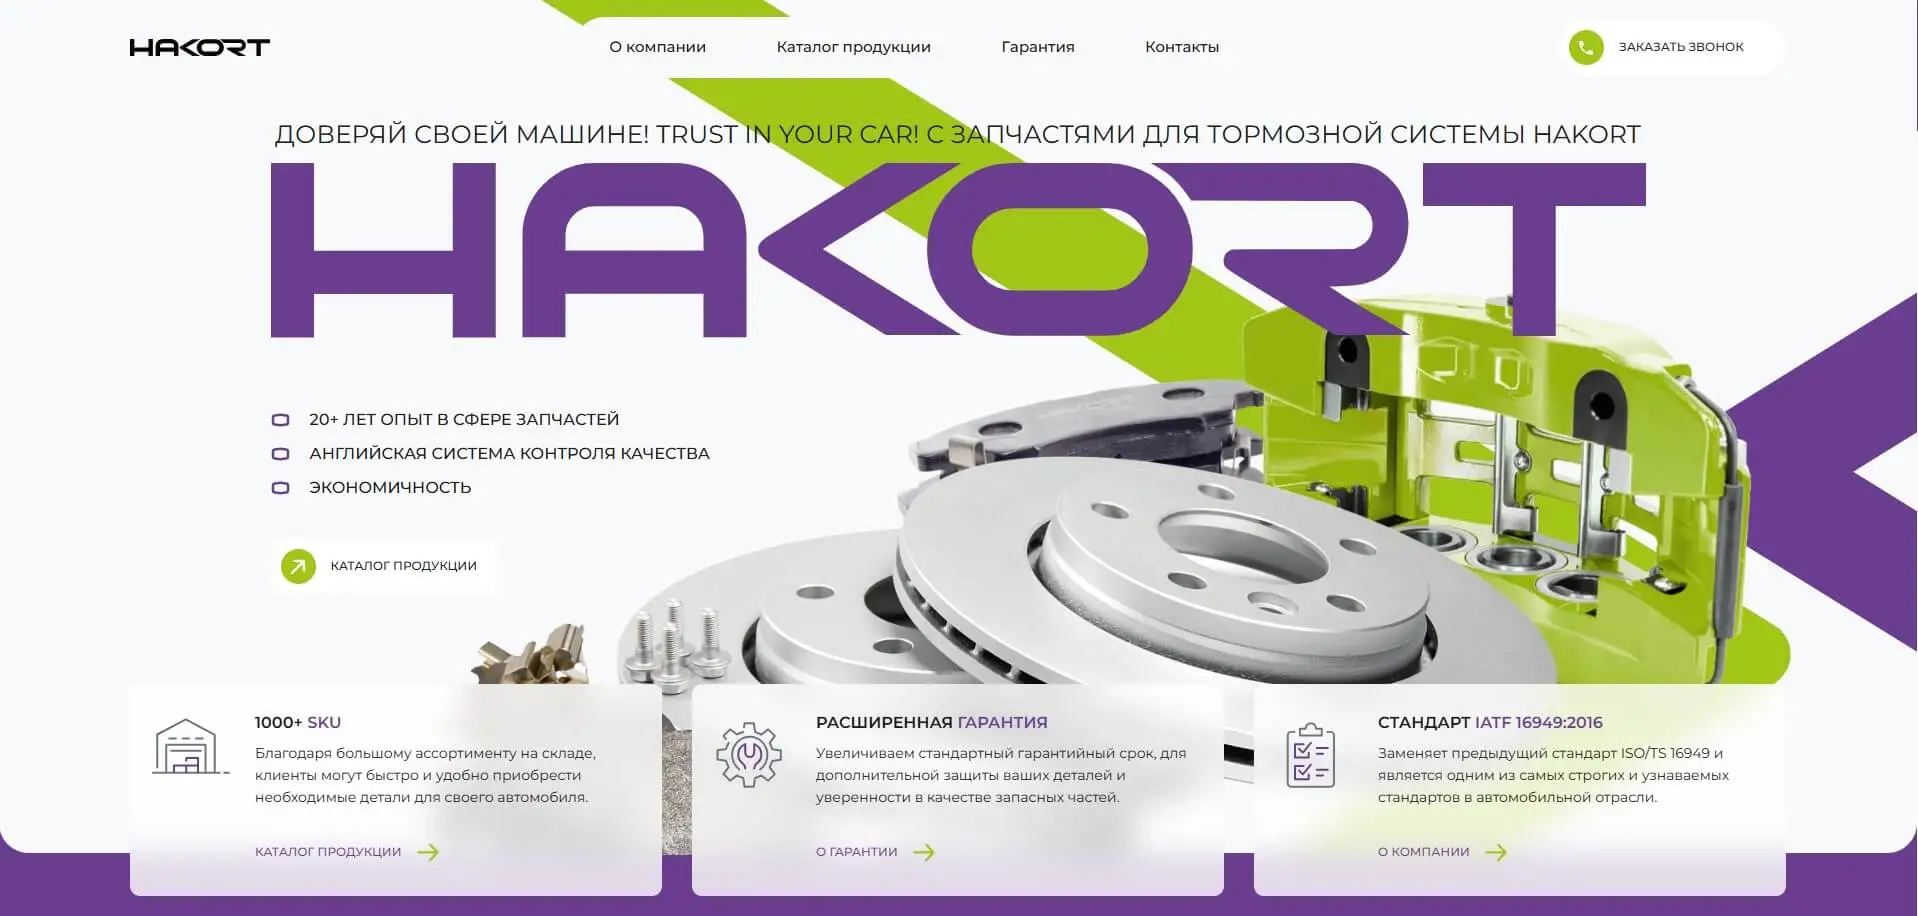 HAKORT
О компании
Каталог продукции
Гарантия
Контакты
ЗАКАЗАТЬ ЗВОНОК
ДОВЕРЯЙ СВОЕЙ МАШИНЕ! TRUST IN YOUR CAR! С ЗАПЧАСТЯМИ ДЛЯ ТОРМОЗНОЙ СИСТЕМЫ HAKORT
HAKORT
20+ ЛЕТ ОПЫТ В СФЕРЕ ЗАПЧАСТЕЙ
АНГЛИЙСКАЯ СИСТЕМА КОНТРОЛЯ КАЧЕСТВА
ЭКОНОМИЧНОСТЬ
КАТАЛОГ ПРОДУКЦИИ
HAKORT
1000+ SKU
Благодаря большому ассортименту на складе,
клиенты могут быстро и удобно приобрести
необходимые детали для своего автомобиля.
КАТАЛОГ ПРОДУКЦИИ
РАСШИРЕННАЯ ГАРАНТИЯ
Увеличиваем стандартный гарантийный срок, для
дополнительной защиты ваших деталей и
уверенности в качестве запасных частей.
О ГАРАНТИИ
СТАНДАРТ IATF 16949:2016
Заменяет предыдущий стандарт ISO/TS 16949 и
является одним из самых строгих и узнаваемых
стандартов в автомобильной отрасли.
О КОМПАНИИ